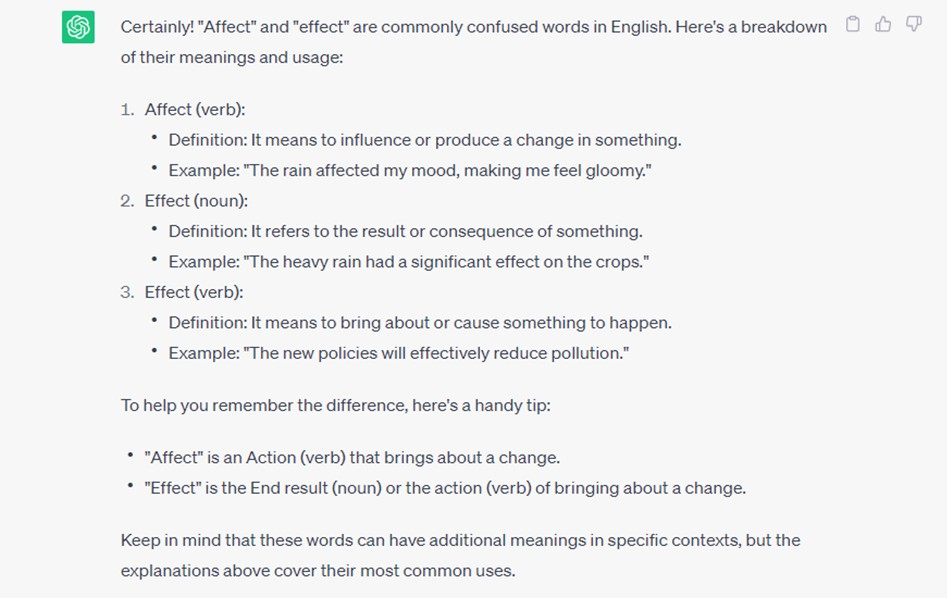 Certainly! "Affect" and "effect" are commonly confused words in English. Here's a breakdown
of their meanings and usage:
1. Affect (verb):
• Definition: It means to influence or produce a change in something.
• Example: "The rain affected my mood, making me feel gloomy."
2. Effect (noun):
• Definition: It refers to the result or consequence of something.
• Example: "The heavy rain had a significant effect on the crops."
3. Effect (verb):
• Definition: It means to bring about or cause something to happen.
• Example: "The new policies will effectively reduce pollution."
To help you remember the difference, here's a handy tip:
• "Affect" is an Action (verb) that brings about a change.
• "Effect" is the End result (noun) or the action (verb) of bringing about a change.
Keep in mind that these words can have additional meanings in specific contexts, but the
explanations above cover their most common uses.